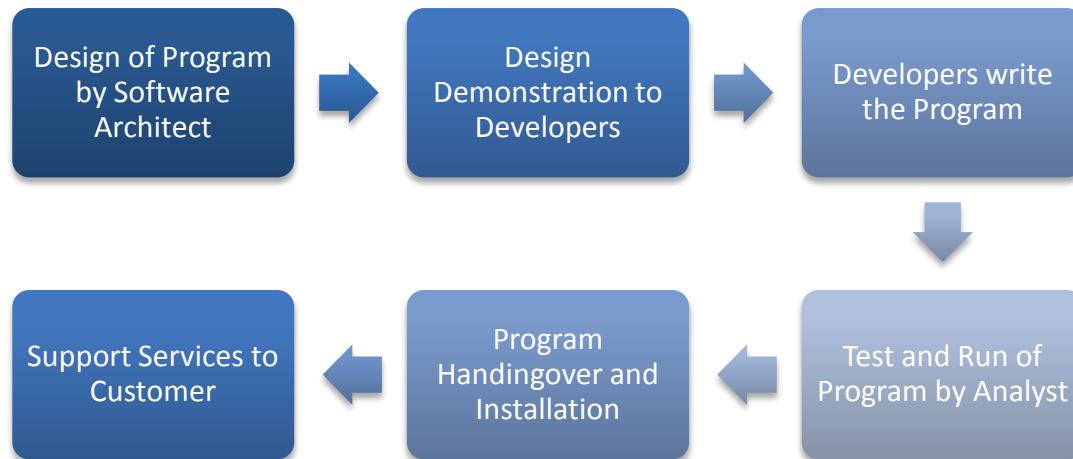 Design of Program
by Software
Architect
Design
Demonstration to
Developers
Developers write
the Program
Test and Run of
Program by Analyst
Program
Handingover and
Installation
Support Services to
Customer